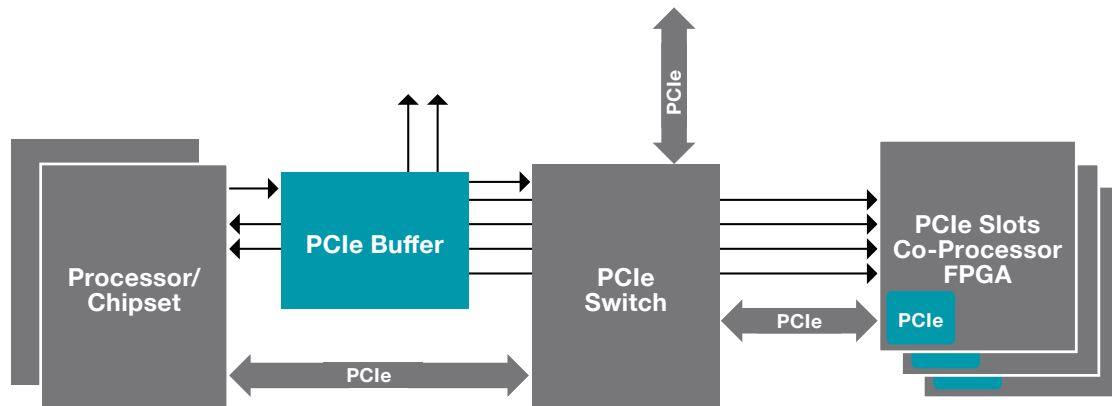 PCIe
PCIe Buffer
Processor/
Chipset
PCIe
PCIe
Switch
PCIe
PCIe Slots
Co-Processor
FPGA
PCIe